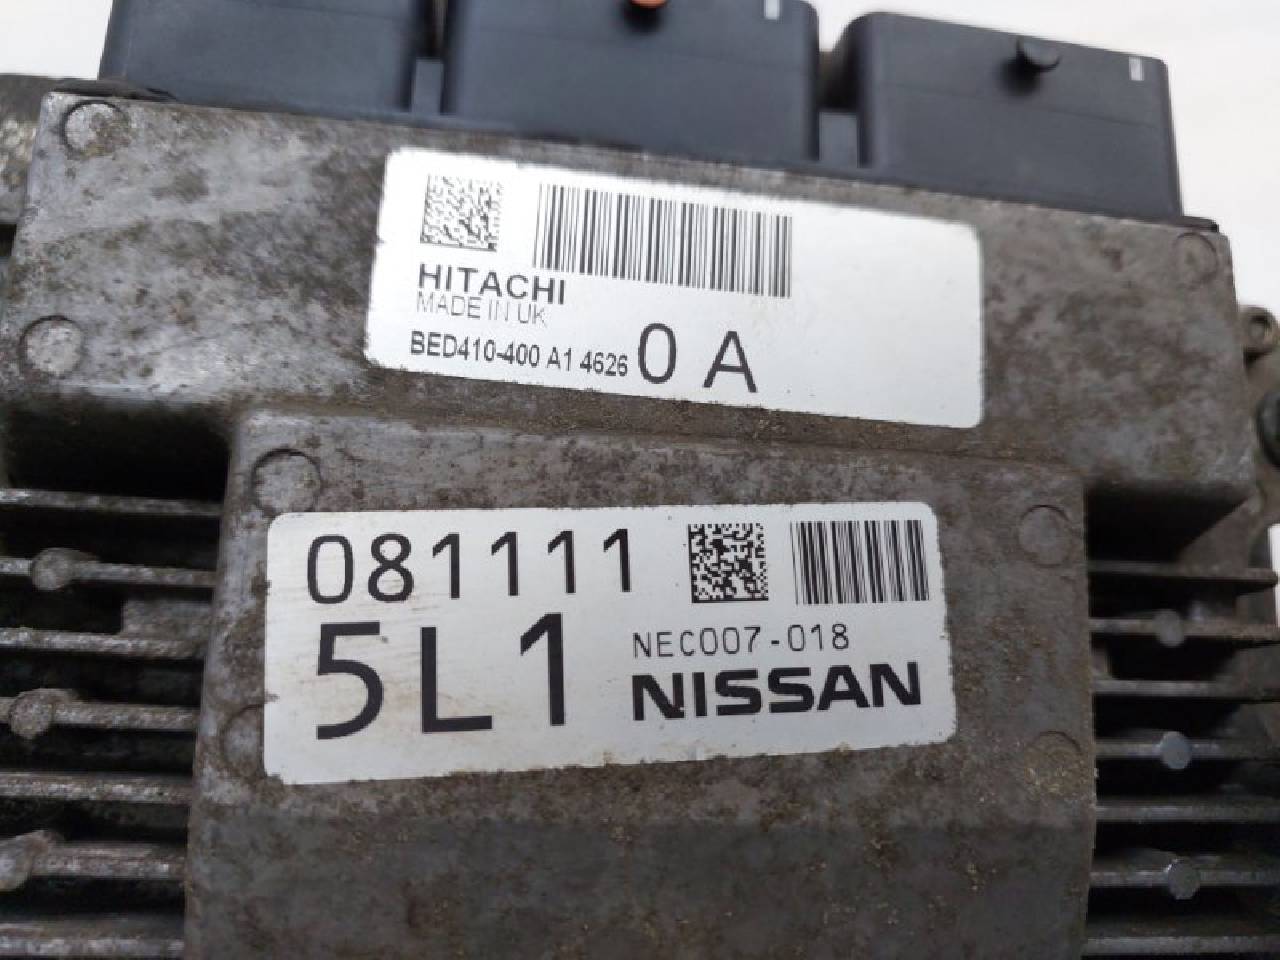 HITACHI
MADE IN UK
BED410-400 A1 4626 0 A
081111
5L1
NEC007-018
NISSAN